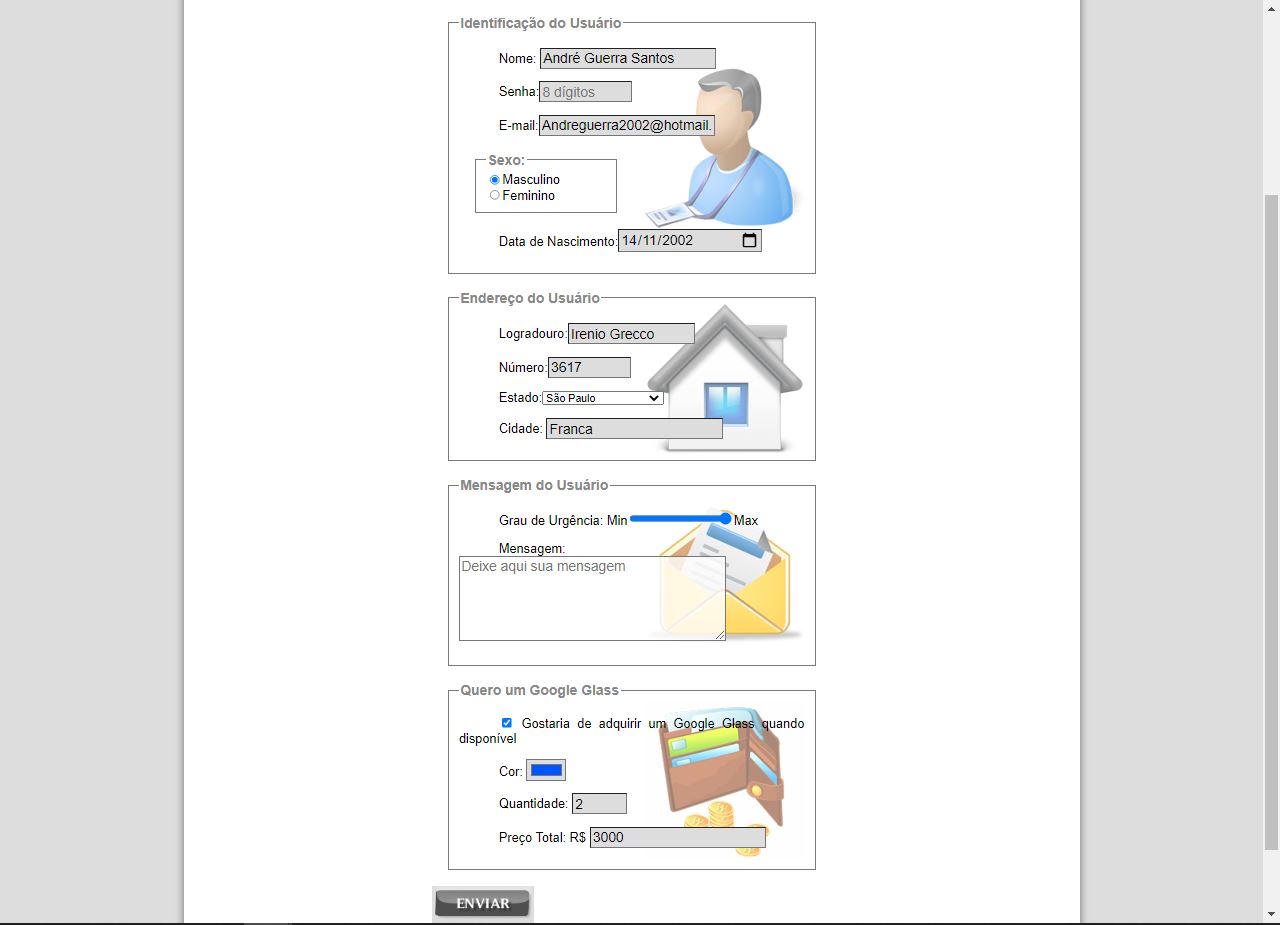 Identificação do Usuário
Nome: André Guerra Santos
Senha: 8 dígitos
E-mail: Andreguerra2002@hotmail.
Sexo:
Masculino
Feminino
Data de Nascimento: 14/11/2002
Endereço do Usuário
Logradouro: Irenio Grecco
Número: 3617
Estado: São Paulo
Cidade: Franca
Mensagem do Usuário
Grau de Urgência: Min Max
Mensagem:
Deixe aqui sua mensagem
Quero um Google Glass
Gostaria de adquirir um Google Glass quando
disponível
Cor:
Quantidade: 2
Preço Total: R$ 3000
ENVIAR